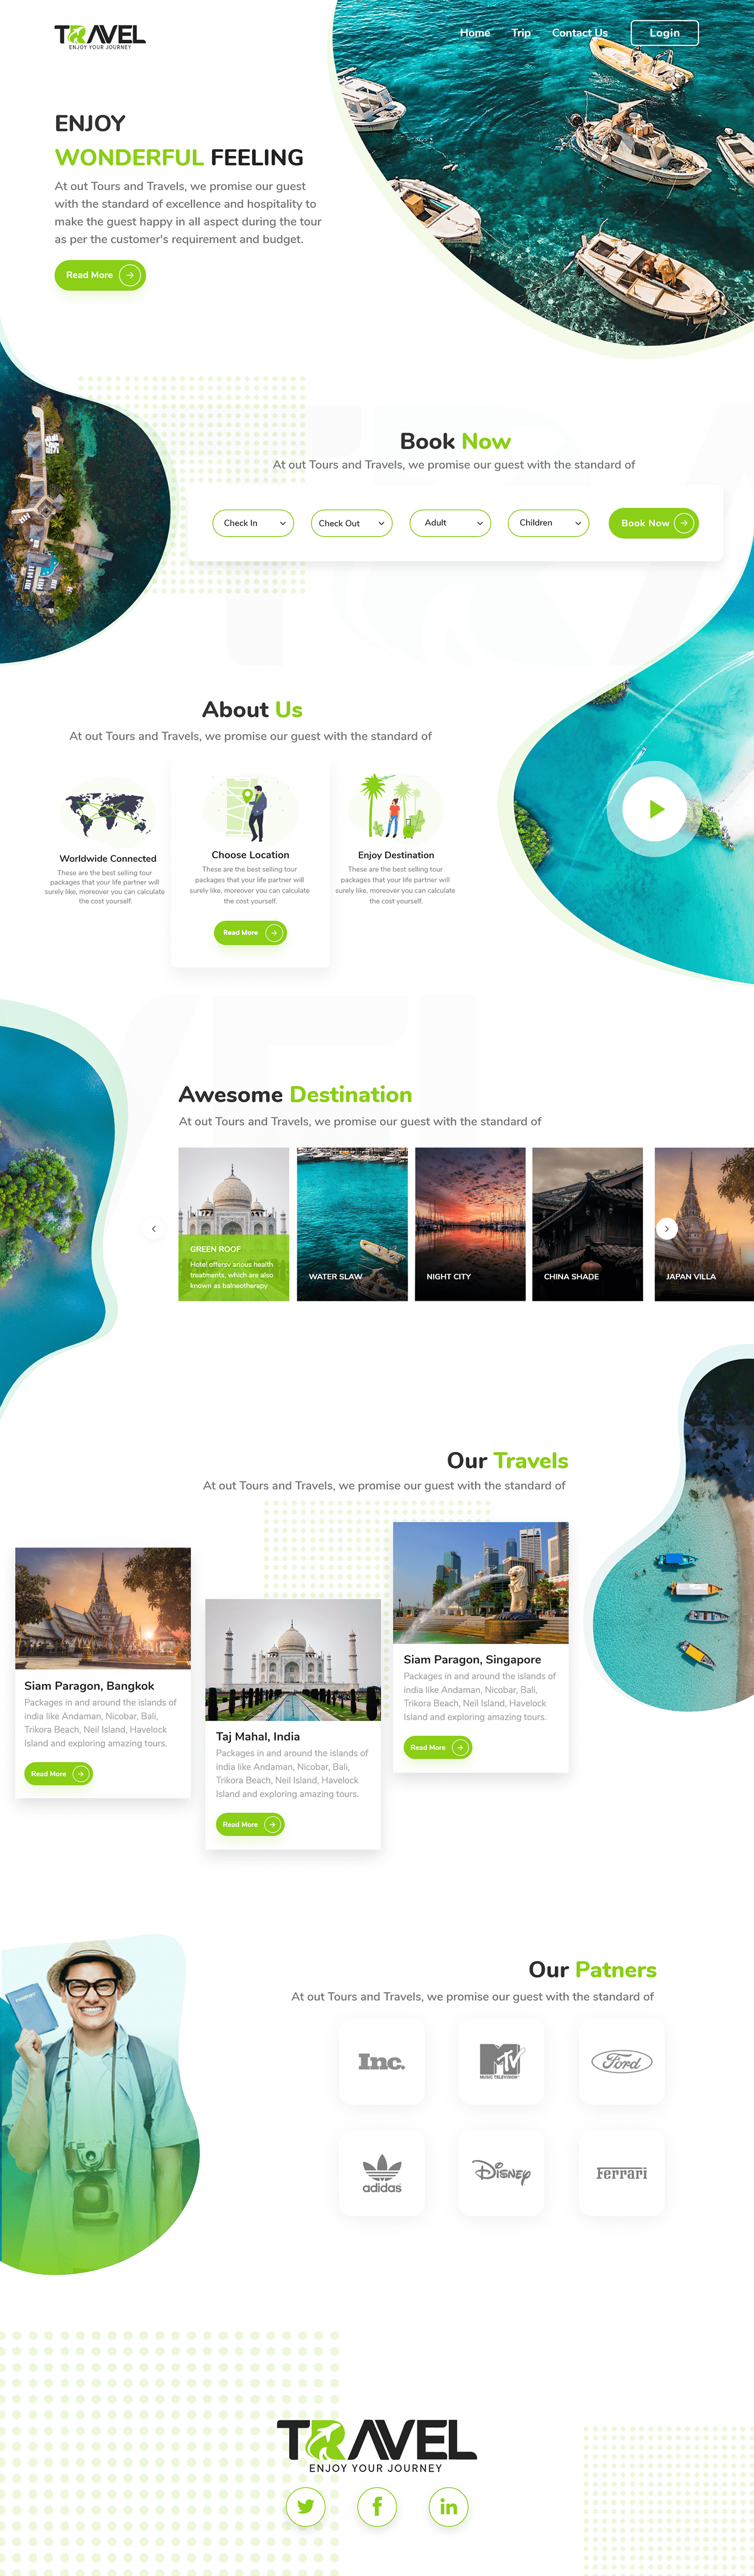 TRAVEL
ENJOY YOUR JOURNEY
Home Trip Contact Us Login
ENJOY
WONDERFUL FEELING
At out Tours and Travels, we promise our guest
with the standard of excellence and hospitality to
make the guest happy in all aspect during the tour
as per the customer's requirement and budget.
Read More
Book Now
At out Tours and Travels, we promise our guest with the standard of
Check In Check Out Adult Children Book Now
About Us
At out Tours and Travels, we promise our guest with the standard of
Worldwide Connected
These are the best selling tour
packages that your life partner will
surely like, moreover you can calculate
the cost yourself.
Choose Location
These are the best selling tour
packages that your life partner will
surely like, moreover you can calculate
the cost yourself.
Read More
Enjoy Destination
These are the best selling tour
packages that your life partner will
surely like, moreover you can calculate
the cost yourself.
Awesome Destination
At out Tours and Travels, we promise our guest with the standard of
GREEN ROOF
Hotel offersv arious health
treatments, which are also
known as balneotherapy
WATER SLAW
NIGHT CITY
CHINA SHADE
JAPAN VILLA
Our Travels
At out Tours and Travels, we promise our guest with the standard of
Siam Paragon, Bangkok
Packages in and around the islands of
india like Andaman, Nicobar, Bali,
Trikora Beach, Neil Island, Havelock
Island and exploring amazing tours.
Read More
Taj Mahal, India
Packages in and around the islands of
india like Andaman, Nicobar, Bali,
Trikora Beach, Neil Island, Havelock
Island and exploring amazing tours.
Read More
Siam Paragon, Singapore
Packages in and around the islands of
india like Andaman, Nicobar, Bali,
Trikora Beach, Neil Island, Havelock
Island and exploring amazing tours.
Read More
PASSPORT
Our Patners
At out Tours and Travels, we promise our guest with the standard of
Inc.
MTV
MUSIC TELEVISION
Ford
adidas
Disney
Ferrari
TRAVEL
ENJOY YOUR JOURNEY
f in